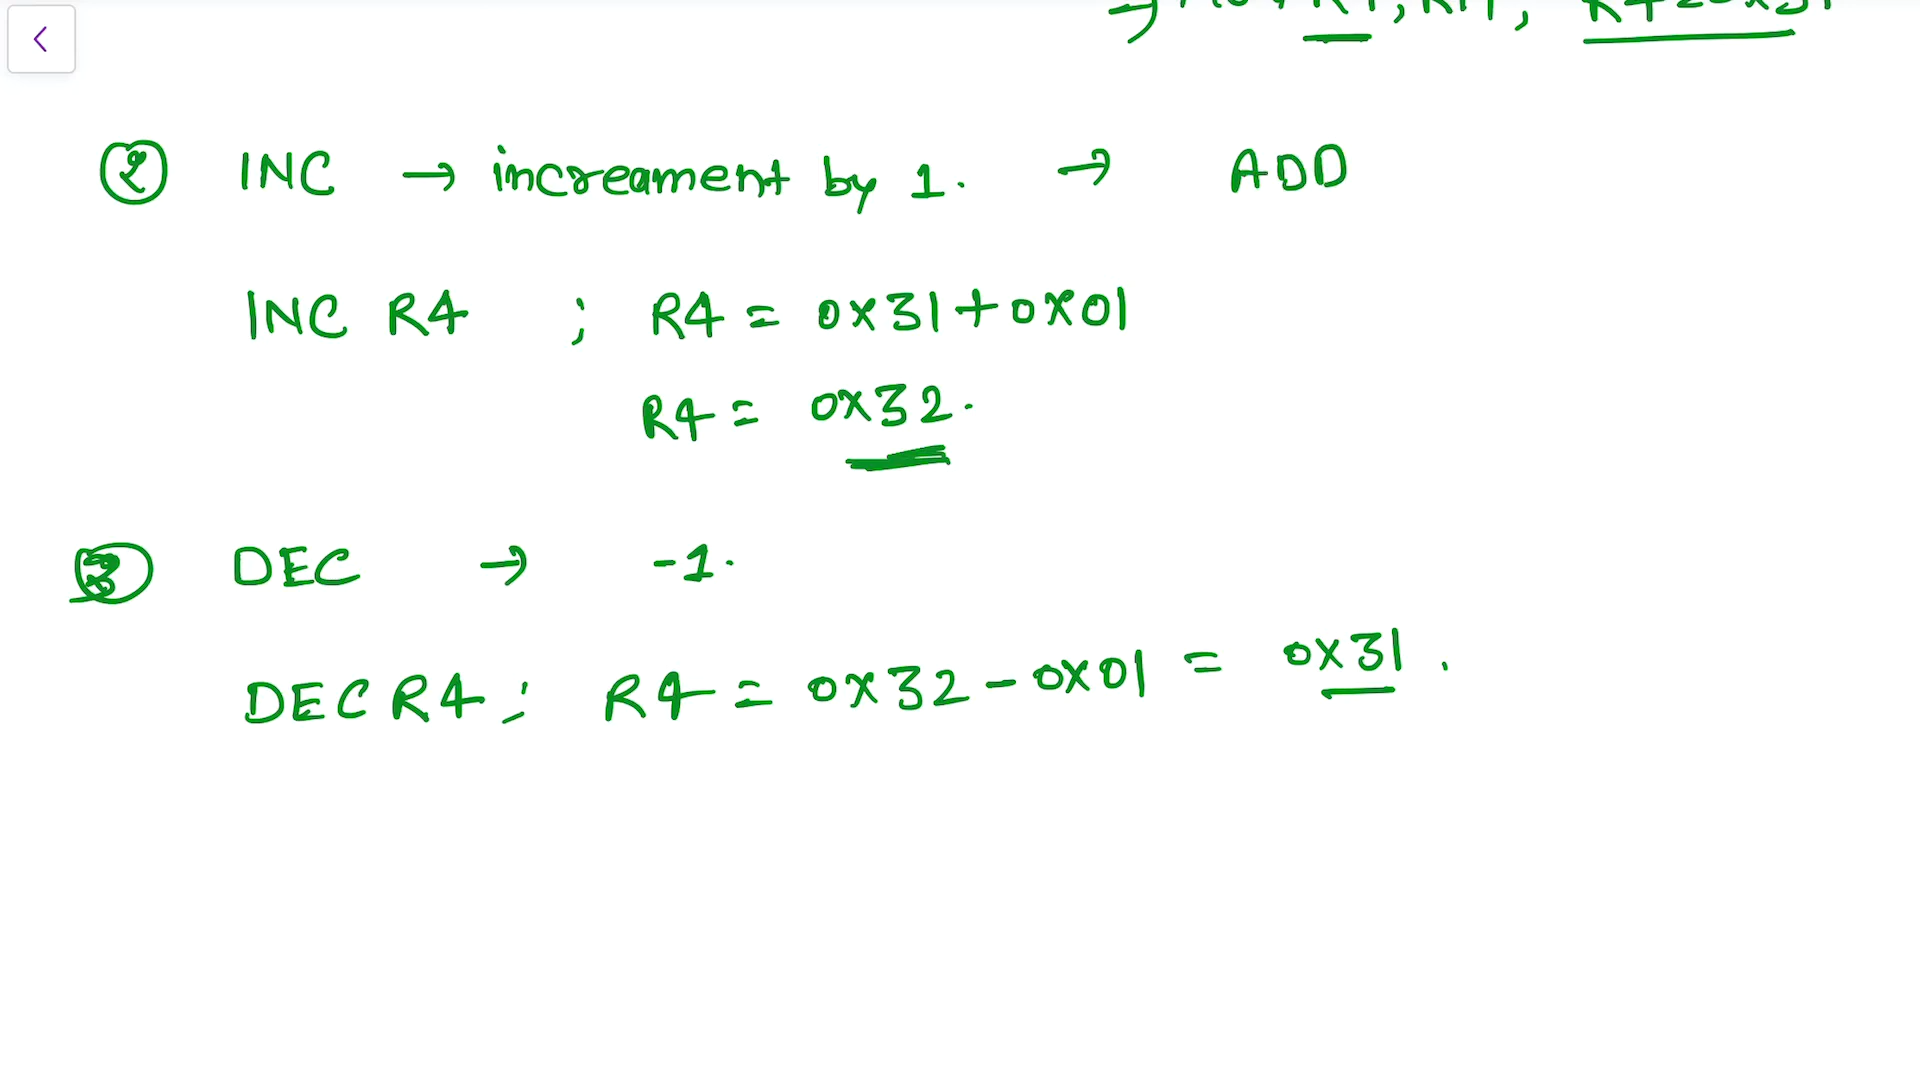 ② INC → increament by 1. → ADD
INC R4 ; R4 = 0x31 + 0x01
R4 = 0x32.
③ DEC → -1.
DEC R4 ; R4 = 0x32 - 0x01 = 0x31.